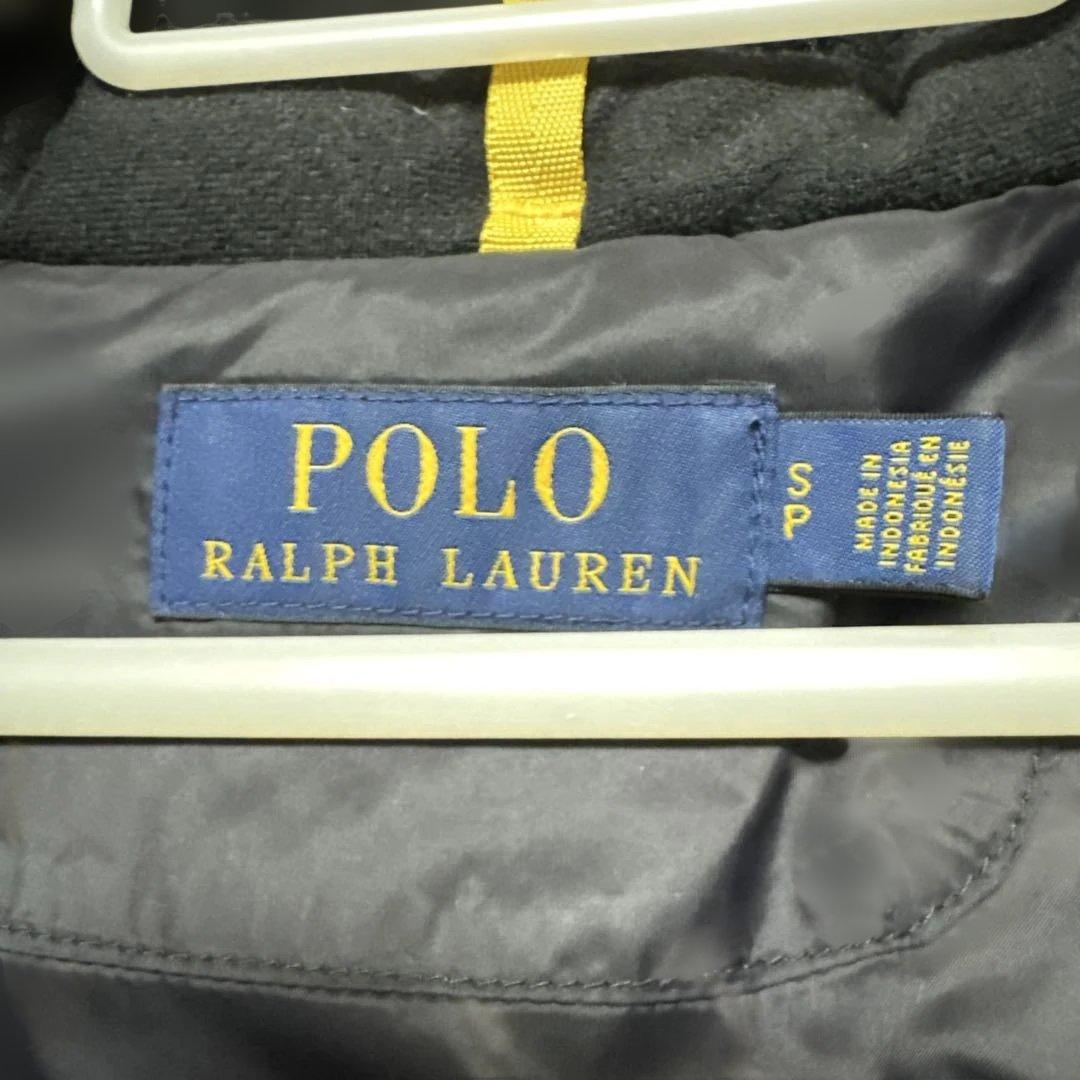 POLO
RALPH LAUREN
S
P
MADE IN
INDONESIA
FABRIQUÉ EN
INDONÉSIE